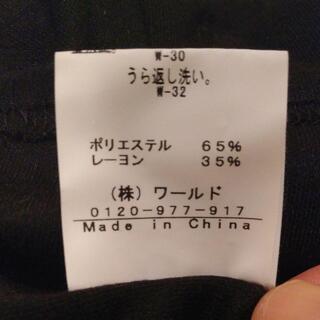 W-30
うら返し洗い。
W-32
ポリエステル 65%
レーヨン 35%
(株)ワールド
0120-977-917
Made in China